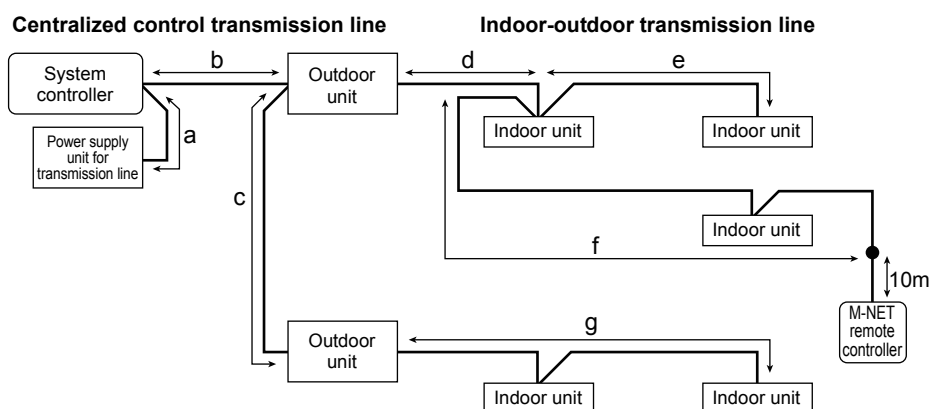 Centralized control transmission line
Indoor-outdoor transmission line
System
controller
b
Outdoor
unit
d
e
Power supply
unit for
transmission line
a
Indoor unit
Indoor unit
c
Indoor unit
f
10m
M-NET
remote
controller
Outdoor
unit
g
Indoor unit
Indoor unit